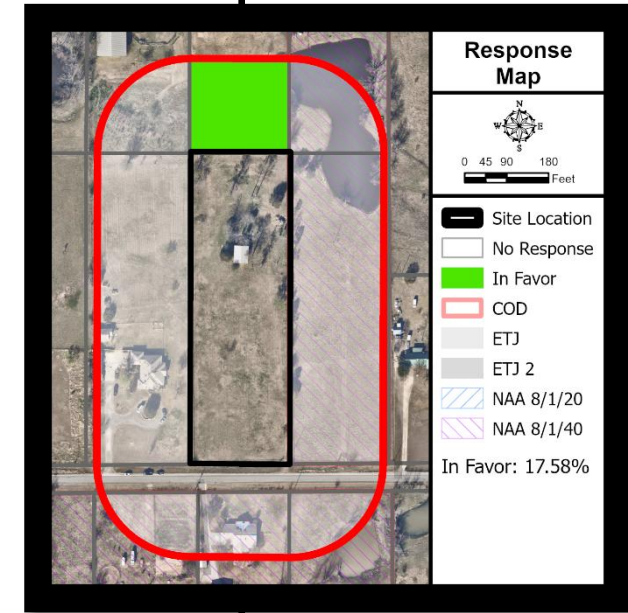 Response
Map
N
W E
S
0 45 90 180
Feet
Site Location
No Response
In Favor
COD
ETJ
ETJ 2
NAA 8/1/20
NAA 8/1/40
In Favor: 17.58%